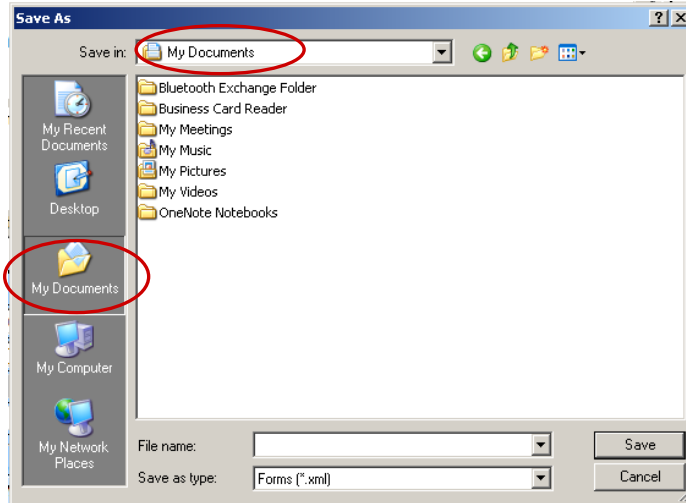 Save As
Save in: My Documents
Bluetooth Exchange Folder
Business Card Reader
My Meetings
My Music
My Pictures
My Videos
OneNote Notebooks
My Recent
Documents
Desktop
My Documents
My Computer
My Network
Places
File name: Save
Save as type: Forms (*.xml) Cancel